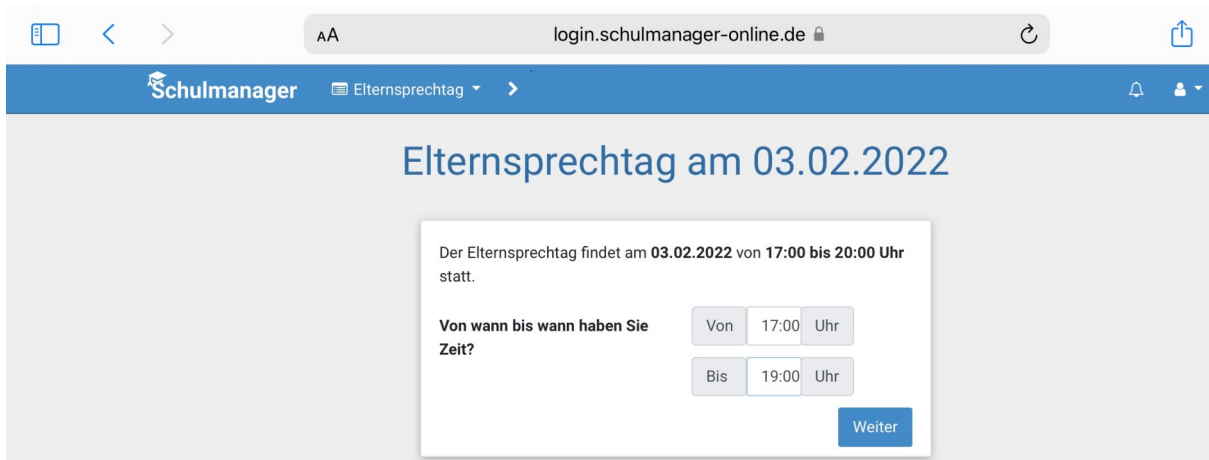 AA login.schulmanager-online.de
Schulmanager Elternsprechtag
Elternsprechtag am 03.02.2022
Der Elternsprechtag findet am 03.02.2022 von 17:00 bis 20:00 Uhr
statt.
Von wann bis wann haben Sie
Zeit?
Von 17:00 Uhr
Bis 19:00 Uhr
Weiter